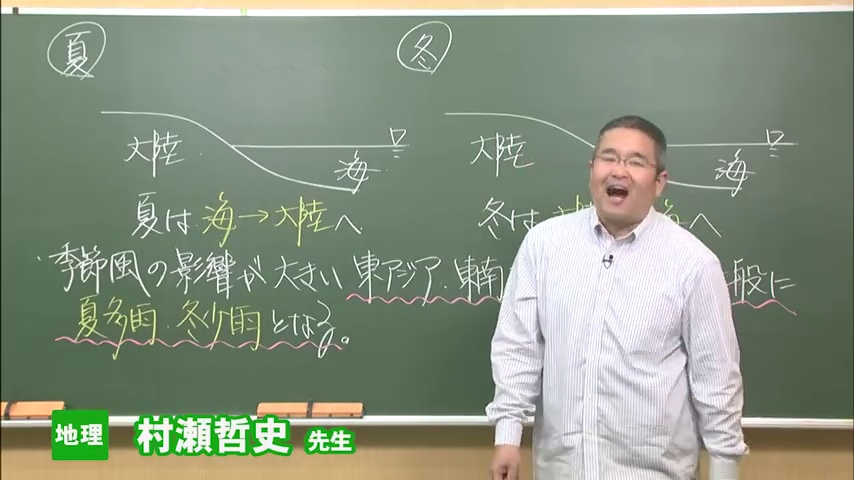 夏
冬
大陸
海
大陸
海
夏は 海→大陸へ
冬は 海へ
・季節風の影響が大きい東アジア・東南 般に
夏多雨・冬少雨となる。
地理 村瀬哲史 先生